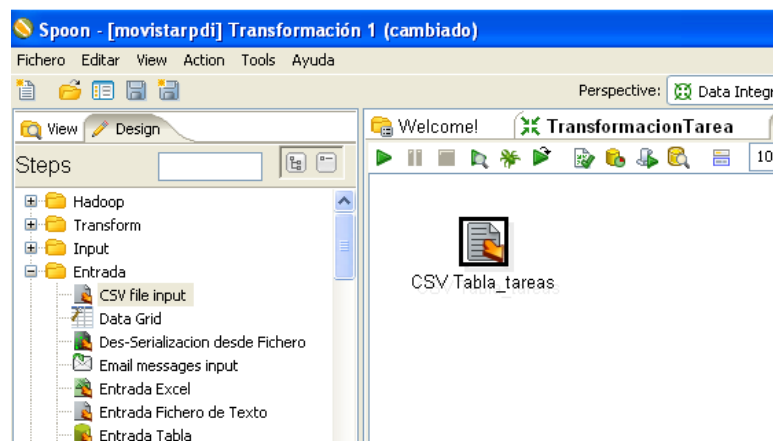 Spoon - [movistarpdi] Transformación 1 (cambiado)
Fichero Editar View Action Tools Ayuda
Perspective: Data Integr
View Design
Welcome! TransformacionTarea
Steps
10
Hadoop
Transform
Input
Entrada
CSV file input
Data Grid
Des-Serializacion desde Fichero
Email messages input
Entrada Excel
Entrada Fichero de Texto
Entrada Tabla
CSV Tabla_tareas